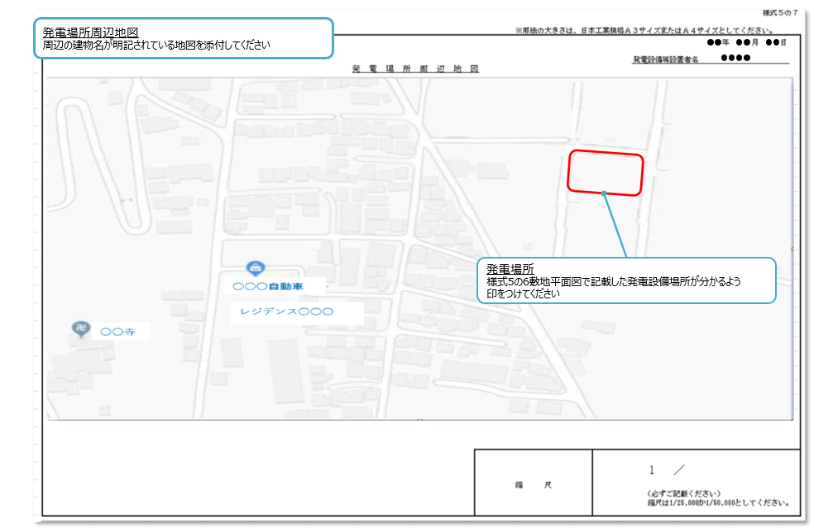 様式５の７
発電場所周辺地図
周辺の建物名が明記されている地図を添付してください
※用紙の大きさは、日本工業規格Ａ３サイズまたはＡ４サイズとしてください。
●●年 ●●月 ●●日
発電設備等設置者名 ●●●●
発電場所周辺地図
発電場所
様式5の6敷地平面図で記載した発電設備場所が分かるよう
印をつけてください
〇〇〇自動車
レジデンス〇〇〇
卍 〇〇寺
縮 尺
1 ／
（必ずご記載ください）
縮尺は1/25,000か1/50,000としてください。